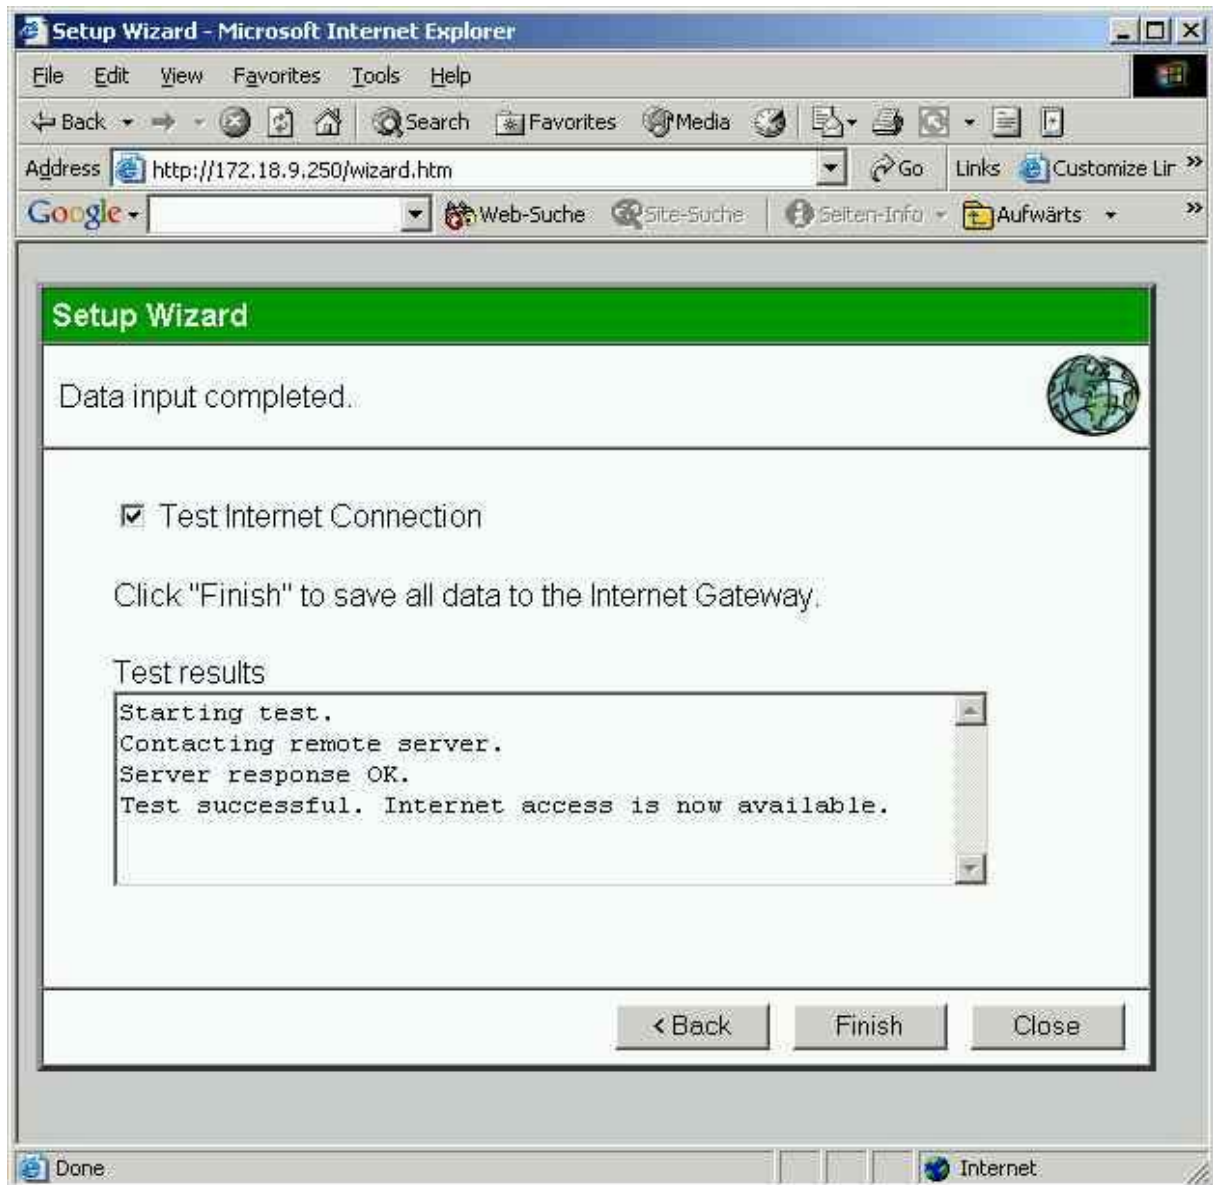 Setup Wizard - Microsoft Internet Explorer
File Edit View Favorites Tools Help
Back Search Favorites Media
Address http://172.18.9.250/wizard.htm Go Links Customize Lir »
Google Web-Suche Site-Suche Seiten-Info Aufwärts »
Setup Wizard
Data input completed.
Test Internet Connection
Click "Finish" to save all data to the Internet Gateway.
Test results
Starting test.
Contacting remote server.
Server response OK.
Test successful. Internet access is now available.
< Back Finish Close
Done Internet